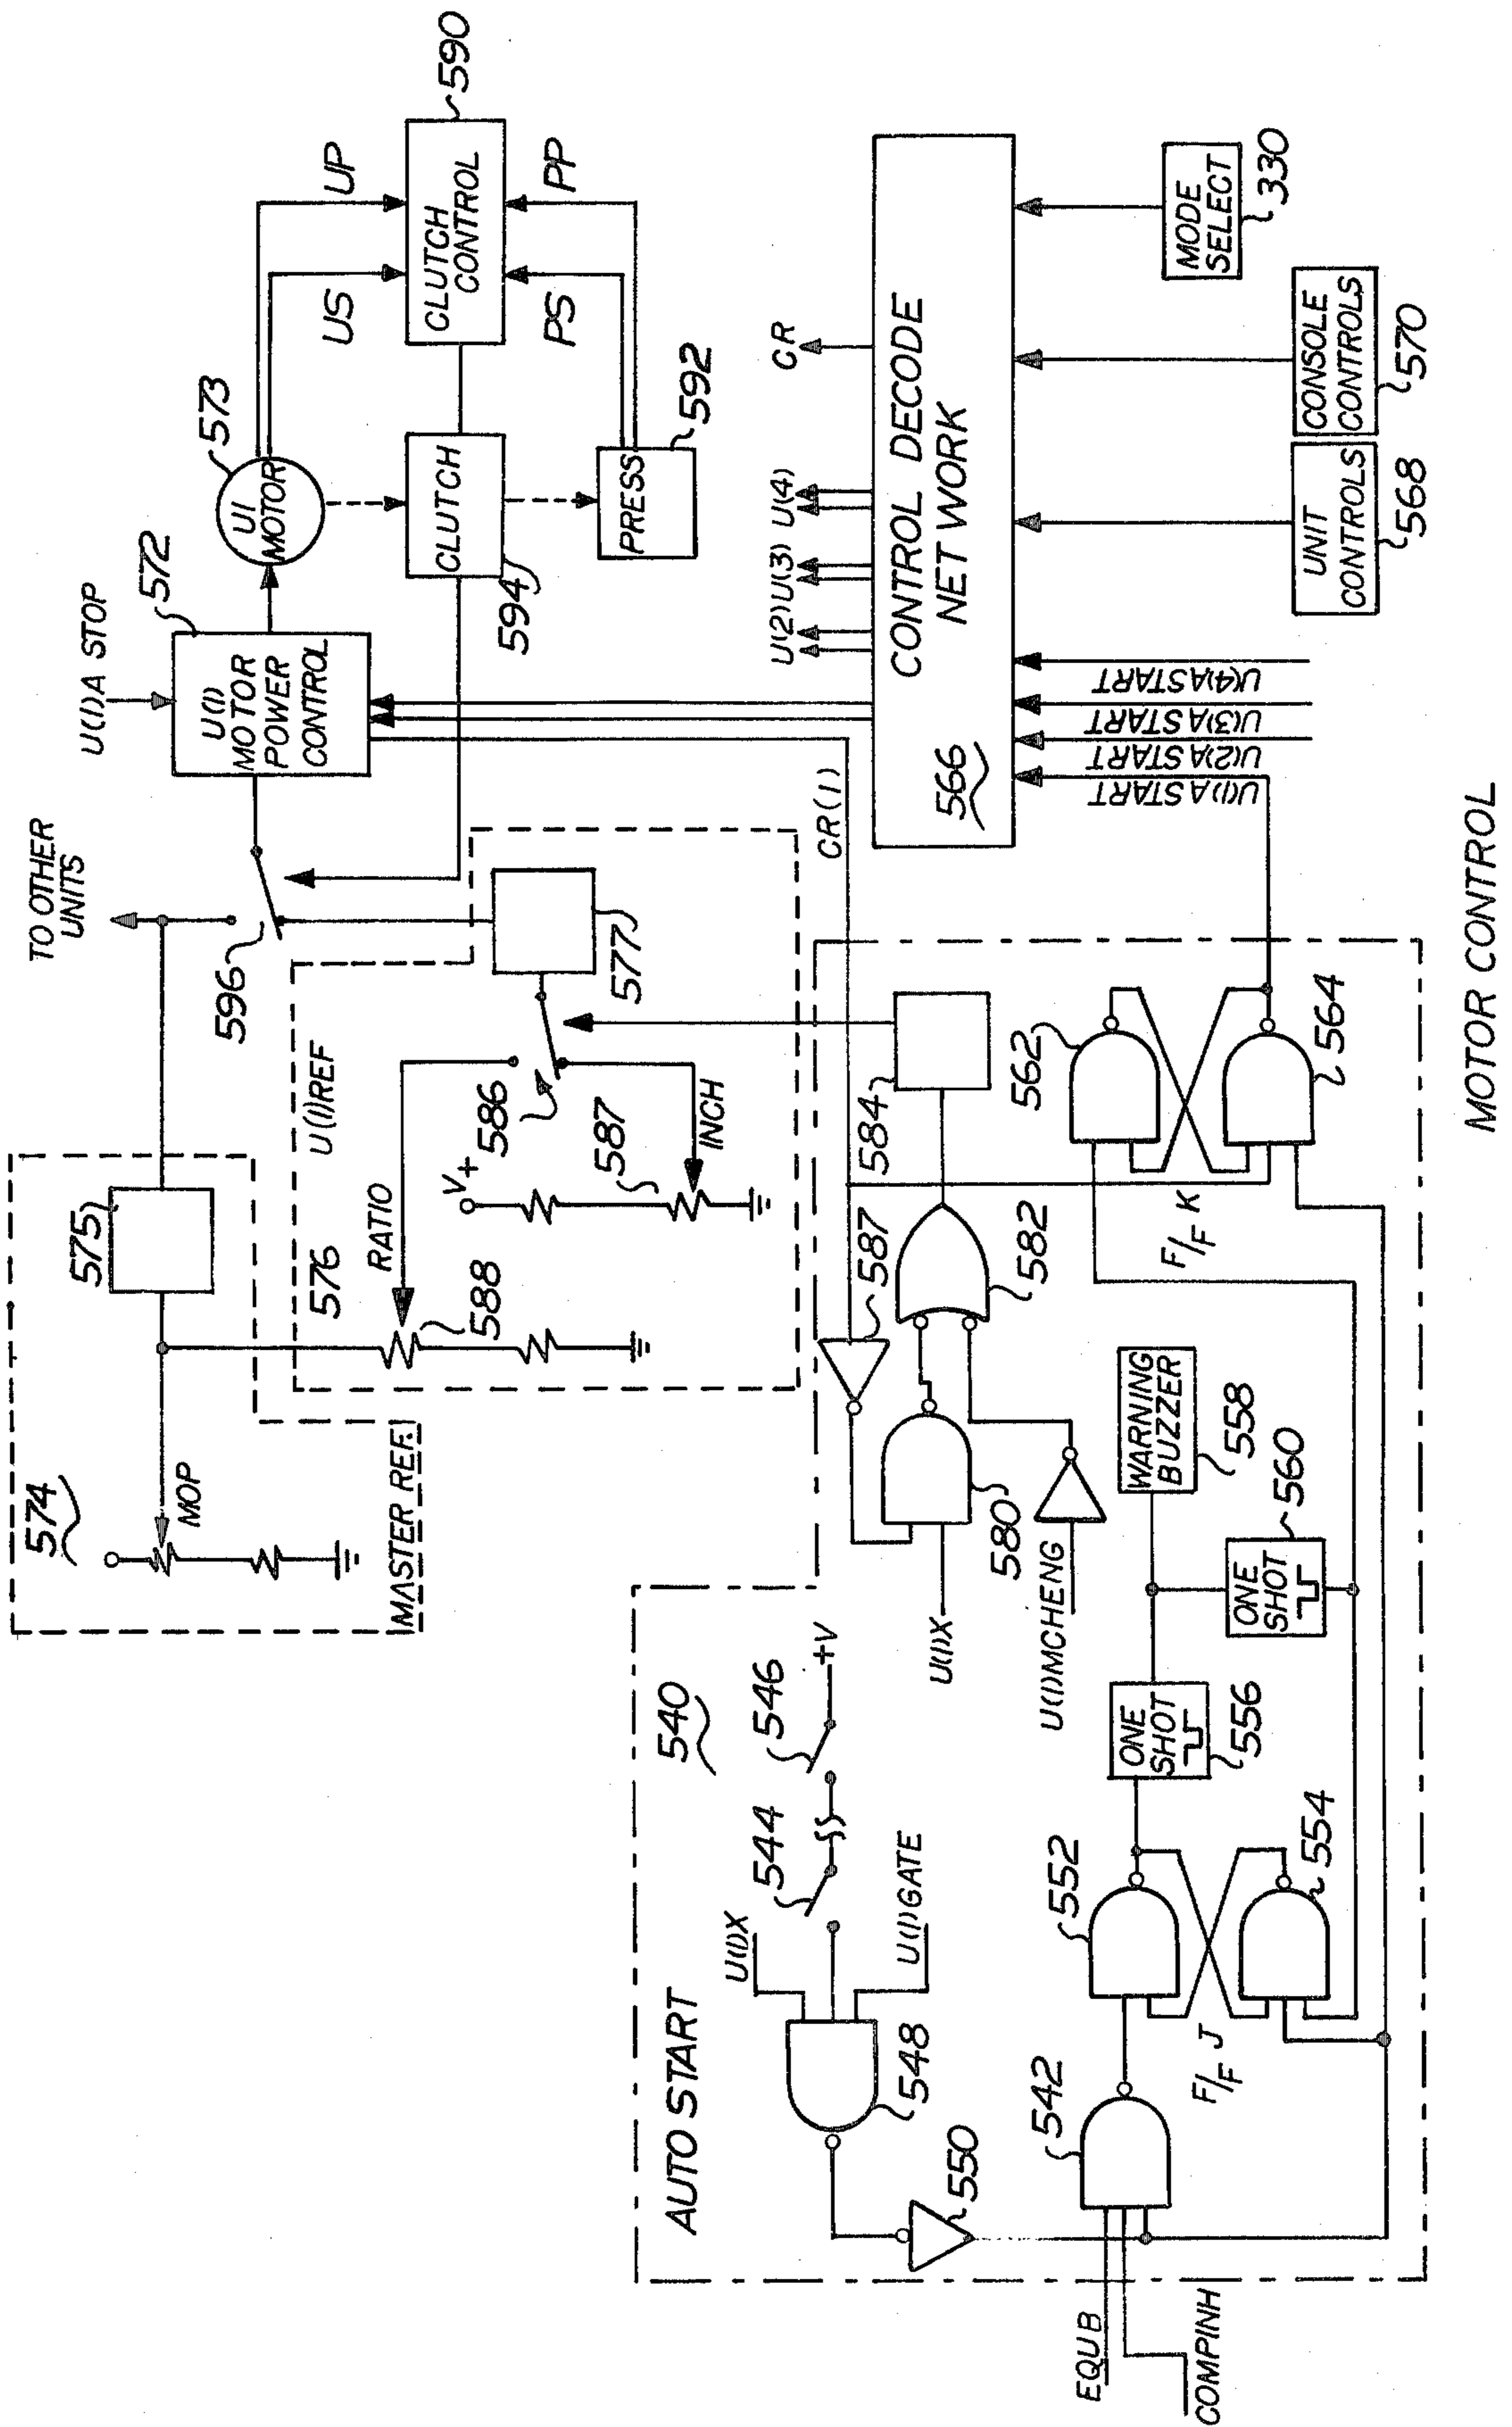 574
MOP
MASTER REF.
575
TO OTHER
UNITS
596
U(1)A STOP
572
U(1)
MOTOR
POWER
CONTROL
573
U1
MOTOR
US
UP
CLUTCH
CONTROL
590
PS
PP
CLUTCH
594
PRESS
592
576
U(1)REF
RATIO
588
V+
587
586
INCH
577
CR(1)
U(2)
U(3)
U(4)
CR
CONTROL DECODE
NET WORK
566
U(1)A START
U(2)A START
U(3)A START
U(4)A START
UNIT
CONTROLS
568
CONSOLE
CONTROLS
570
MODE
SELECT
330
AUTO START
540
U(1)X
544
546
+V
U(1)GATE
548
550
587
580
U(1)X
U(1)MCHENG
582
584
EQUB
COMPINH
542
552
554
F/F J
ONE
SHOT
556
WARNING
BUZZER
558
ONE
SHOT
560
F/F K
562
564
MOTOR CONTROL